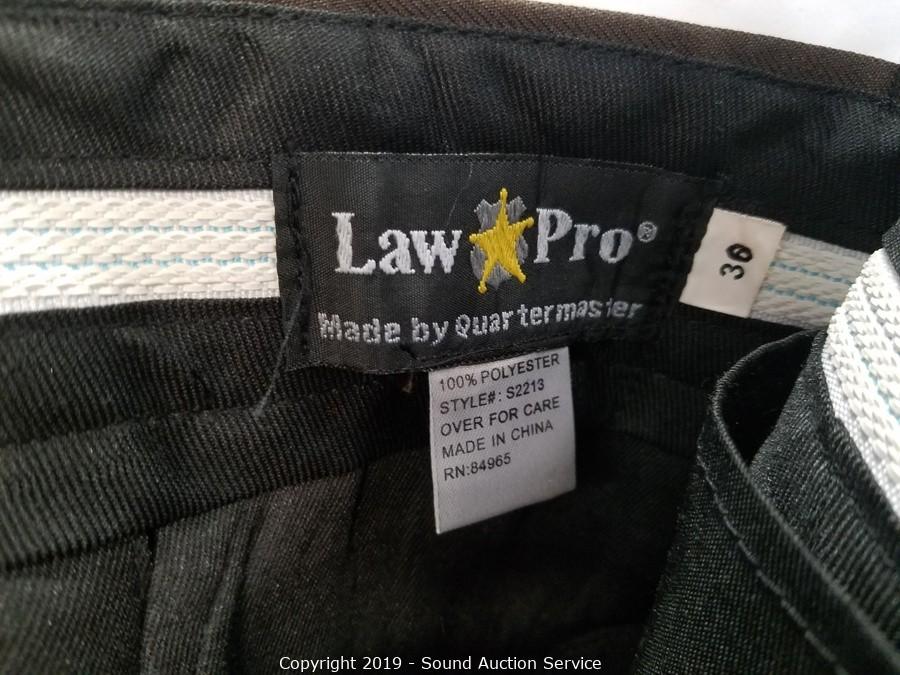 Law Pro®
Made by Quartermaster
36
100% POLYESTER
STYLE#: S2213
OVER FOR CARE
MADE IN CHINA
RN:84965
Copyright 2019 - Sound Auction Service